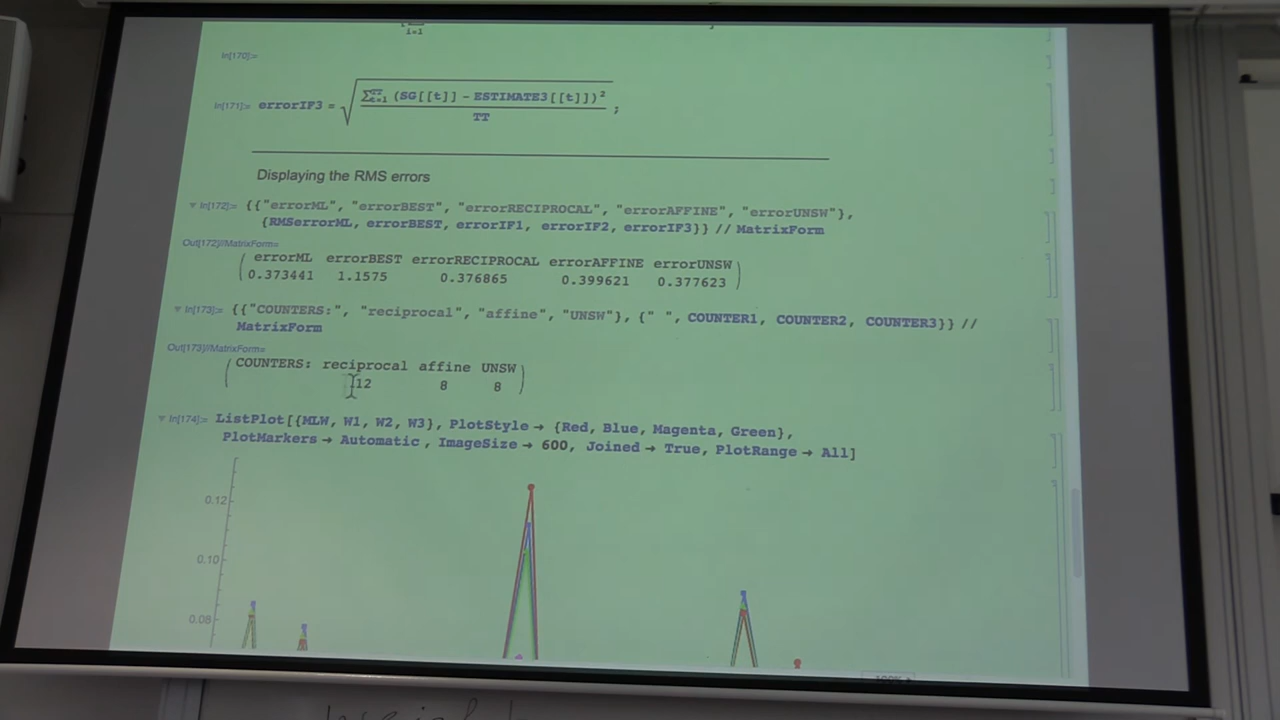 i=1
In[170]:=
In[171]:= errorIF3 = √(∑ᵀᵀₜ₌₁ (SG[[t]] - ESTIMATE3[[t]])² / TT) ;
Displaying the RMS errors
In[172]:= {{"errorML", "errorBEST", "errorRECIPROCAL", "errorAFFINE", "errorUNSW"},
{RMSerrorML, errorBEST, errorIF1, errorIF2, errorIF3}} // MatrixForm
Out[172]//MatrixForm=
errorML errorBEST errorRECIPROCAL errorAFFINE errorUNSW
0.373441 1.1575 0.376865 0.399621 0.377623
In[173]:= {{"COUNTERS:", "reciprocal", "affine", "UNSW"}, {" ", COUNTER1, COUNTER2, COUNTER3}} //
MatrixForm
Out[173]//MatrixForm=
COUNTERS: reciprocal affine UNSW
12 8 8
In[174]:= ListPlot[{MLW, W1, W2, W3}, PlotStyle → {Red, Blue, Magenta, Green},
PlotMarkers → Automatic, ImageSize → 600, Joined → True, PlotRange → All]
0.12
0.10
0.08